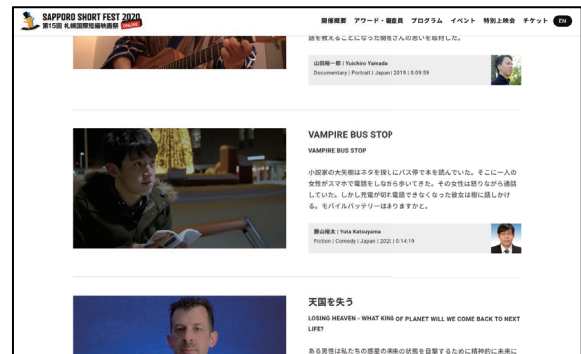 SAPPORO SHORT FEST 2020
第15回 札幌国際短編映画祭 ONLINE
開催概要 アワード・審査員 プログラム イベント 特別上映会 チケット EN
語を教えることになった開さんの思いを取材した。
山田裕一郎 | Yuichiro Yamada
Documentary | Portrait | Japan | 2019 | 0:09:59
VAMPIRE BUS STOP
VAMPIRE BUS STOP
小説家の大矢樹はネタを探しにバス停で本を読んでいた。そこに一人の
女性がスマホで電話をしながら歩いてきた。その女性は怒りながら通話
していた。しかし充電が切れ電話できなくなった彼女は樹に話しかけ
る。モバイルバッテリーはありますかと。
勝山裕太 | Yuta Katsuyama
Fiction | Comedy | Japan | 2020 | 0:14:19
天国を失う
LOSING HEAVEN - WHAT KIND OF PLANET WILL WE COME BACK TO NEXT
LIFE?
ある男性は私たちの惑星の未来の状態を目撃するために精神的に未来に